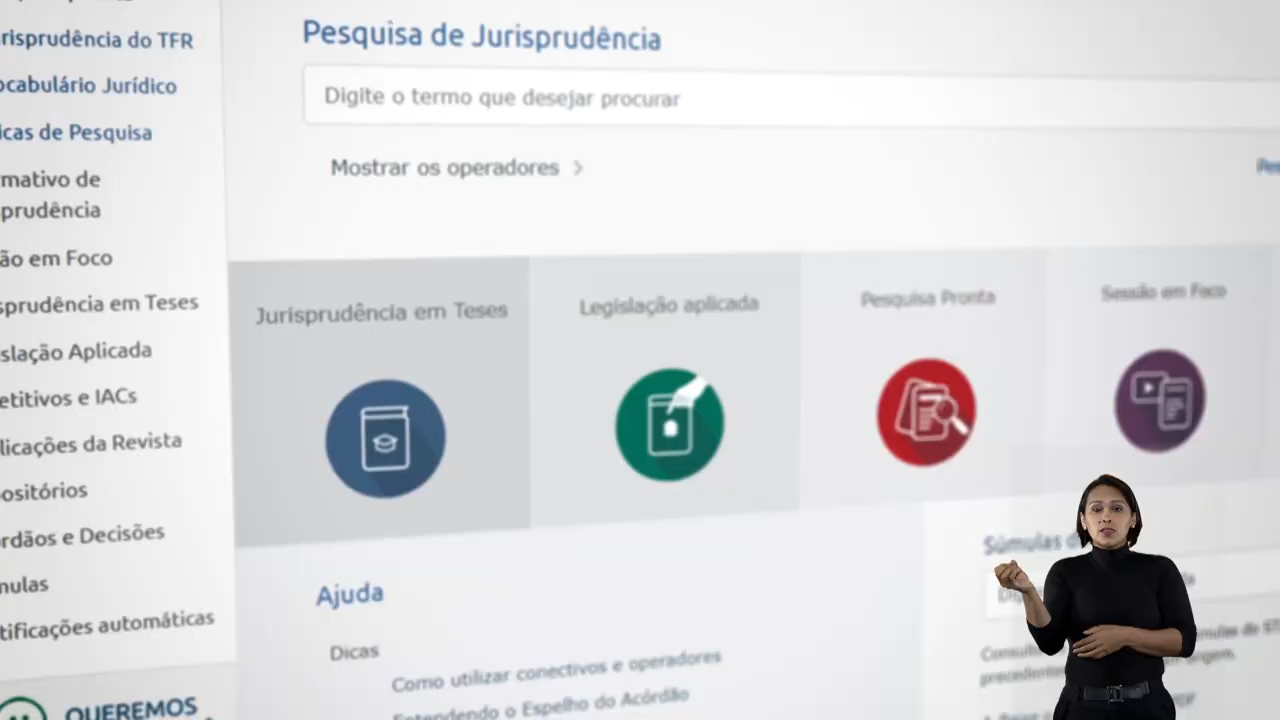 risprudência do TFR
ocabulário Jurídico
icas de Pesquisa
rmativo de
prudência
ão em Foco
sprudência em Teses
slação Aplicada
etitivos e IACs
licações da Revista
ositórios
rdãos e Decisões
mulas
tificações automáticas
QUEREMOS
Pesquisa de Jurisprudência
Digite o termo que desejar procurar
Mostrar os operadores
Jurisprudência em Teses
Legislação aplicada
Pesquisa Pronta
Sessão em Foco
Ajuda
Dicas
Como utilizar conectivos e operadores
Entendendo o Espelho do Acórdão
Súmulas d